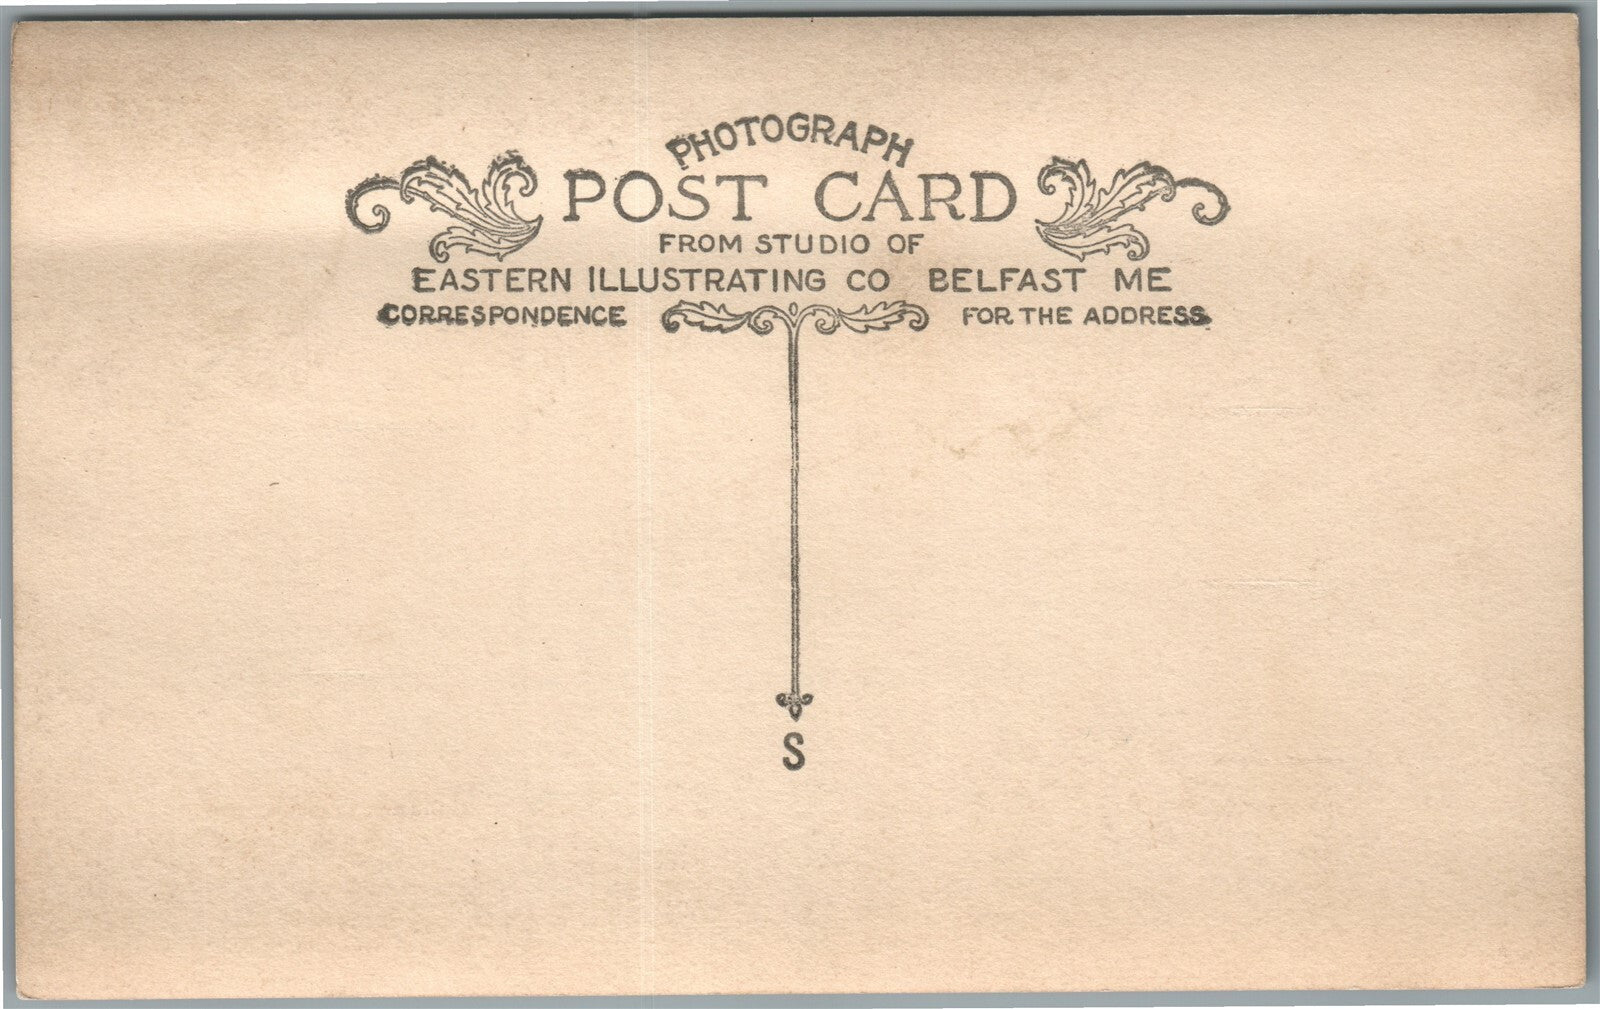 PHOTOGRAPH
POST CARD
FROM STUDIO OF
EASTERN ILLUSTRATING CO BELFAST ME
CORRESPONDENCE FOR THE ADDRESS
S